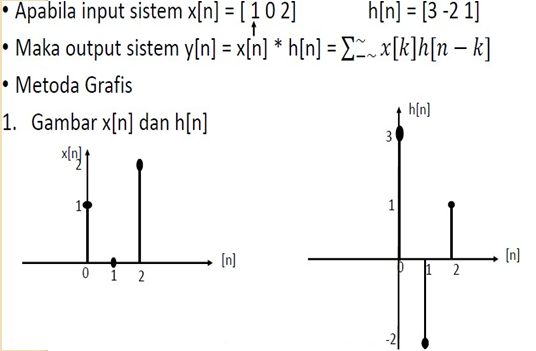 • Apabila input sistem x[n] = [ 1 0 2] h[n] = [3 -2 1]
• Maka output sistem y[n] = x[n] * h[n] = ∑~−~ x[k]h[n − k]
• Metoda Grafis
1. Gambar x[n] dan h[n]
h[n]
3
x[n]
2
1
1
[n]
[n]
0 1 2
0 1 2
-2